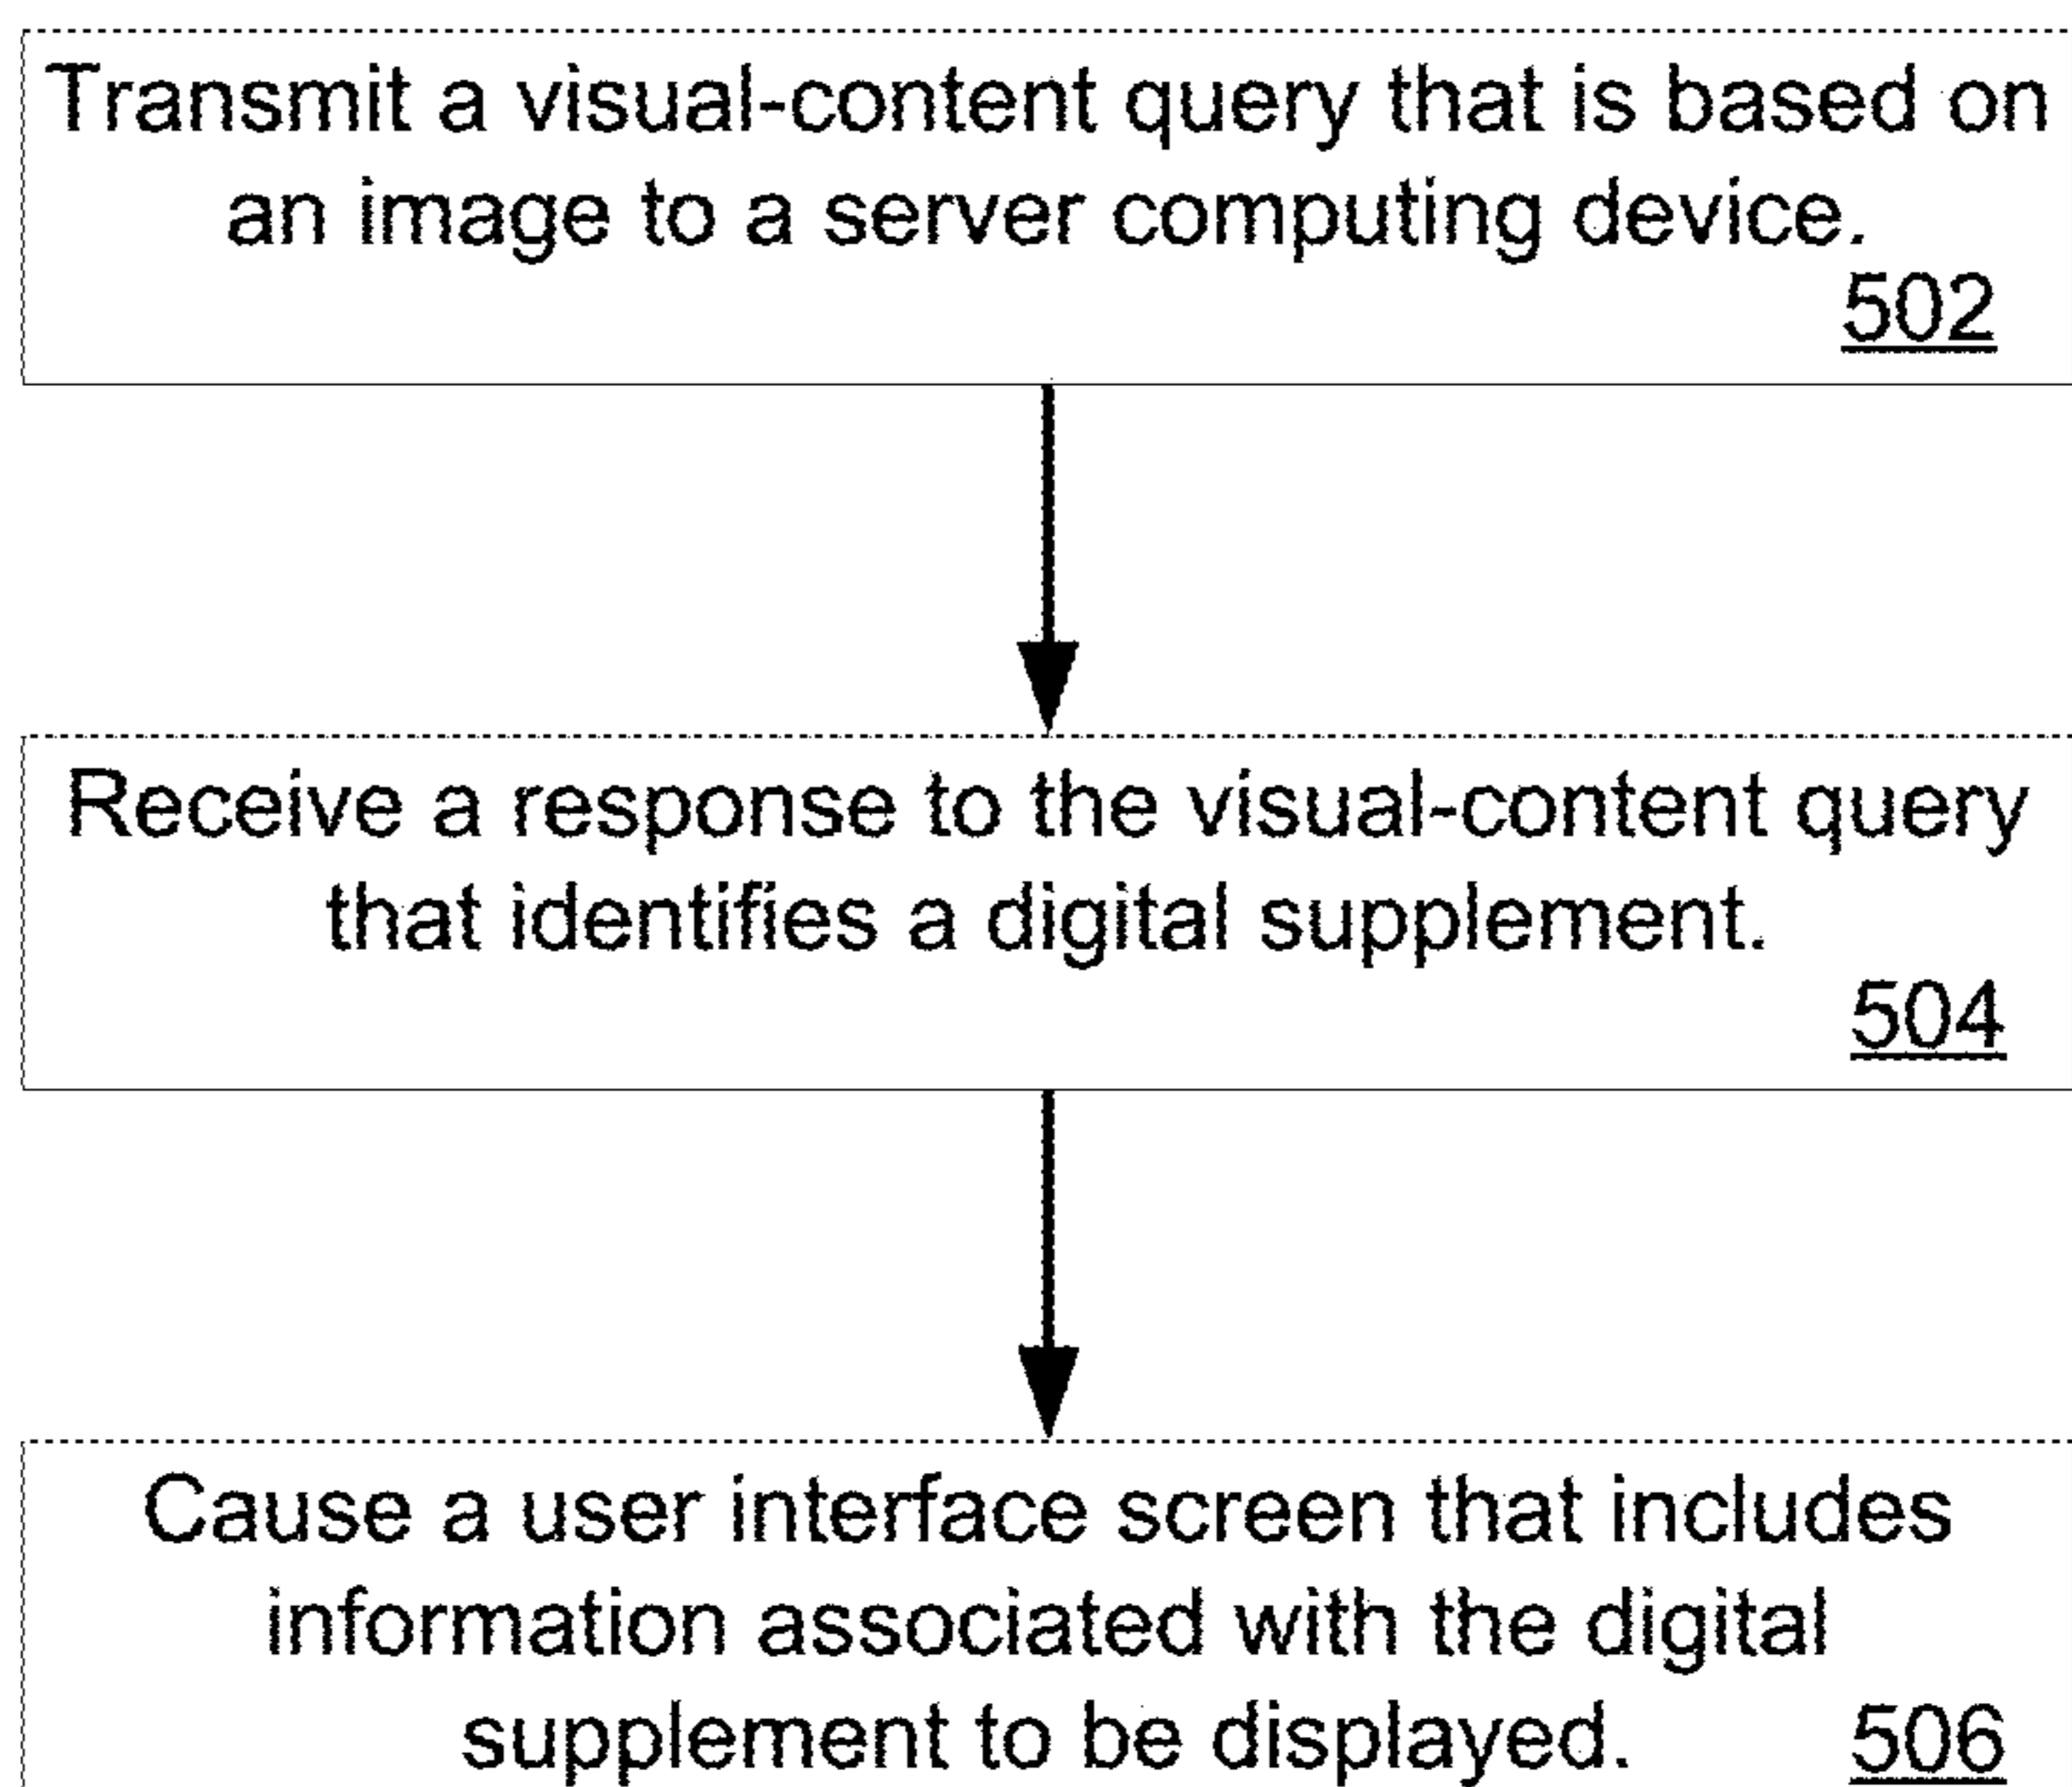 Transmit a visual-content query that is based on
an image to a server computing device.
502
Receive a response to the visual-content query
that identifies a digital supplement.
504
Cause a user interface screen that includes
information associated with the digital
supplement to be displayed. 506